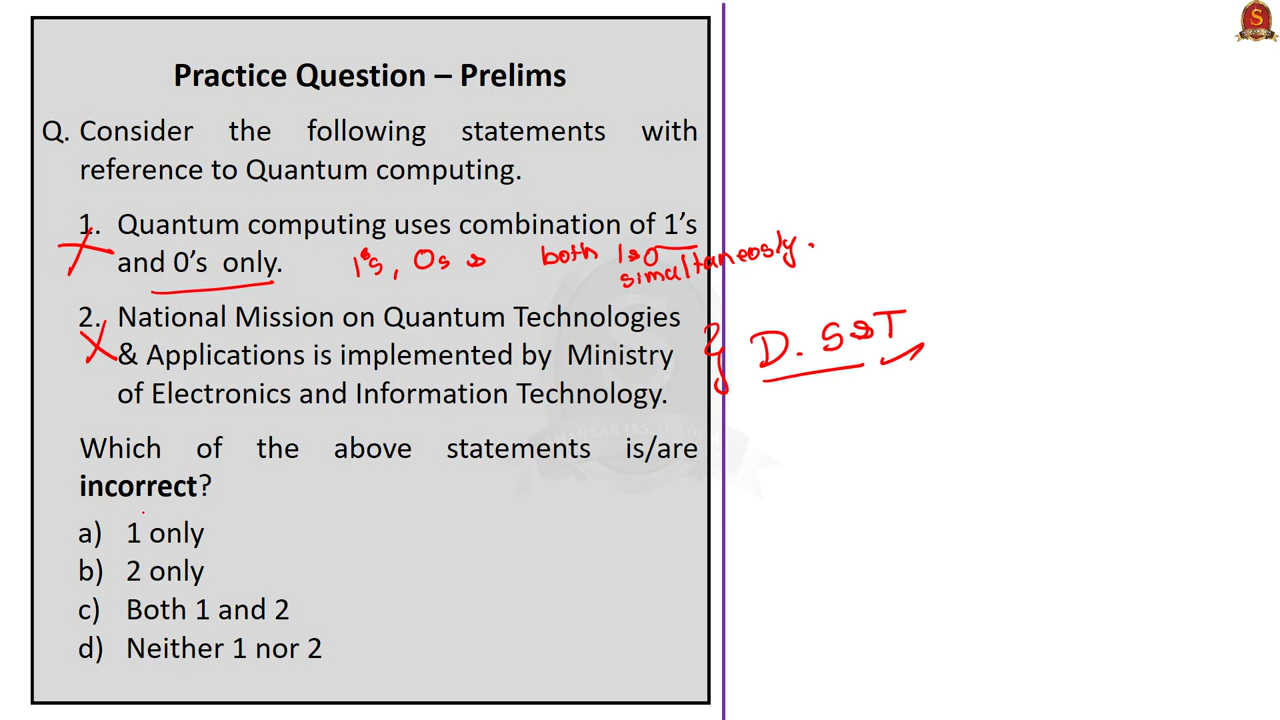 Practice Question – Prelims
Q. Consider the following statements with
reference to Quantum computing.
1. Quantum computing uses combination of 1's
and 0's only.
1's, 0s & both 1&0
simultaneosly.
2. National Mission on Quantum Technologies
& Applications is implemented by Ministry
of Electronics and Information Technology.
D. S&T
Which of the above statements is/are
incorrect?
a) 1 only
b) 2 only
c) Both 1 and 2
d) Neither 1 nor 2
S